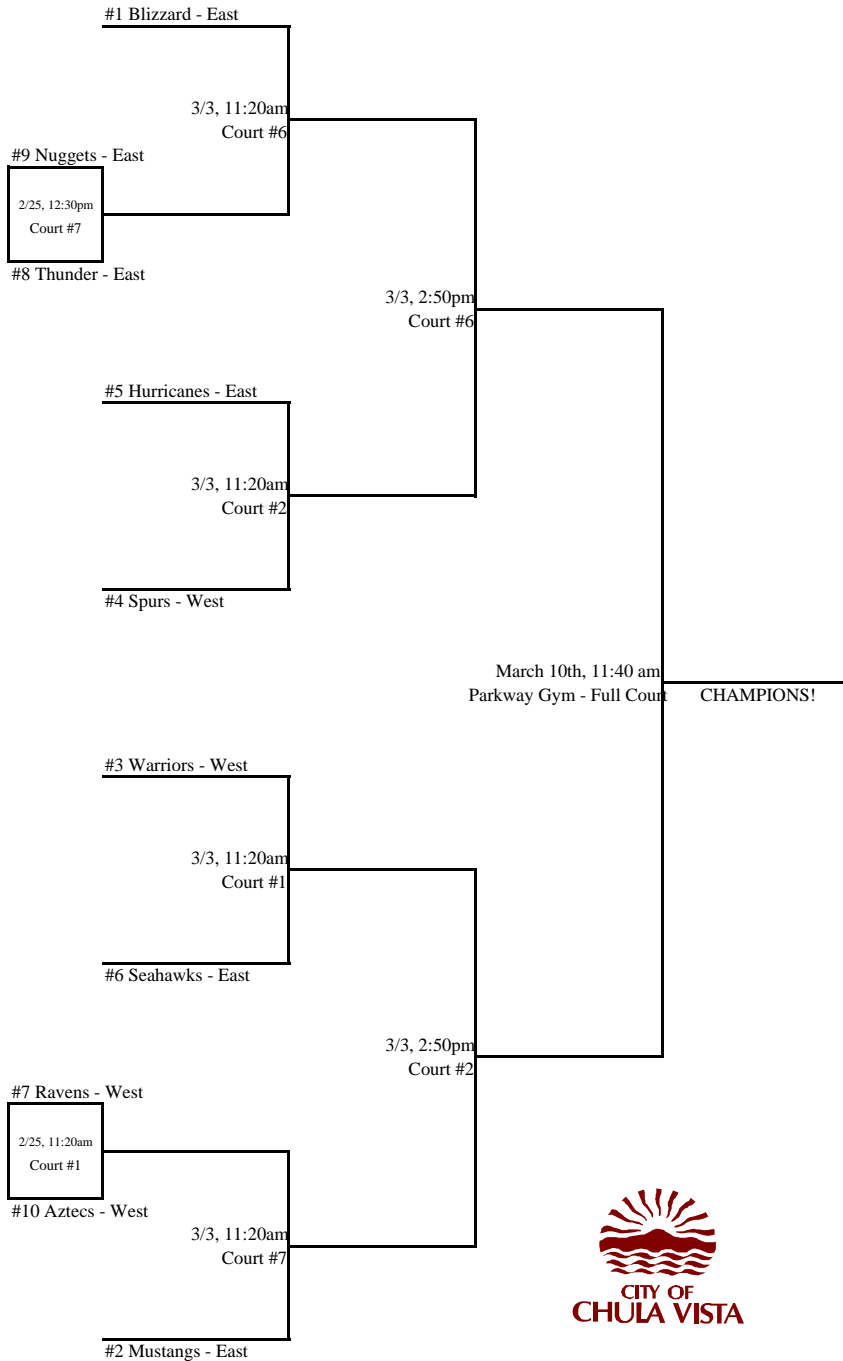 #1 Blizzard - East
3/3, 11:20am
Court #6
#9 Nuggets - East
2/25, 12:30pm
Court #7
#8 Thunder - East
3/3, 2:50pm
Court #6
#5 Hurricanes - East
3/3, 11:20am
Court #2
#4 Spurs - West
March 10th, 11:40 am
Parkway Gym - Full Court
CHAMPIONS!
#3 Warriors - West
3/3, 11:20am
Court #1
#6 Seahawks - East
3/3, 2:50pm
Court #2
#7 Ravens - West
2/25, 11:20am
Court #1
#10 Aztecs - West
3/3, 11:20am
Court #7
#2 Mustangs - East
CITY OF
CHULA VISTA